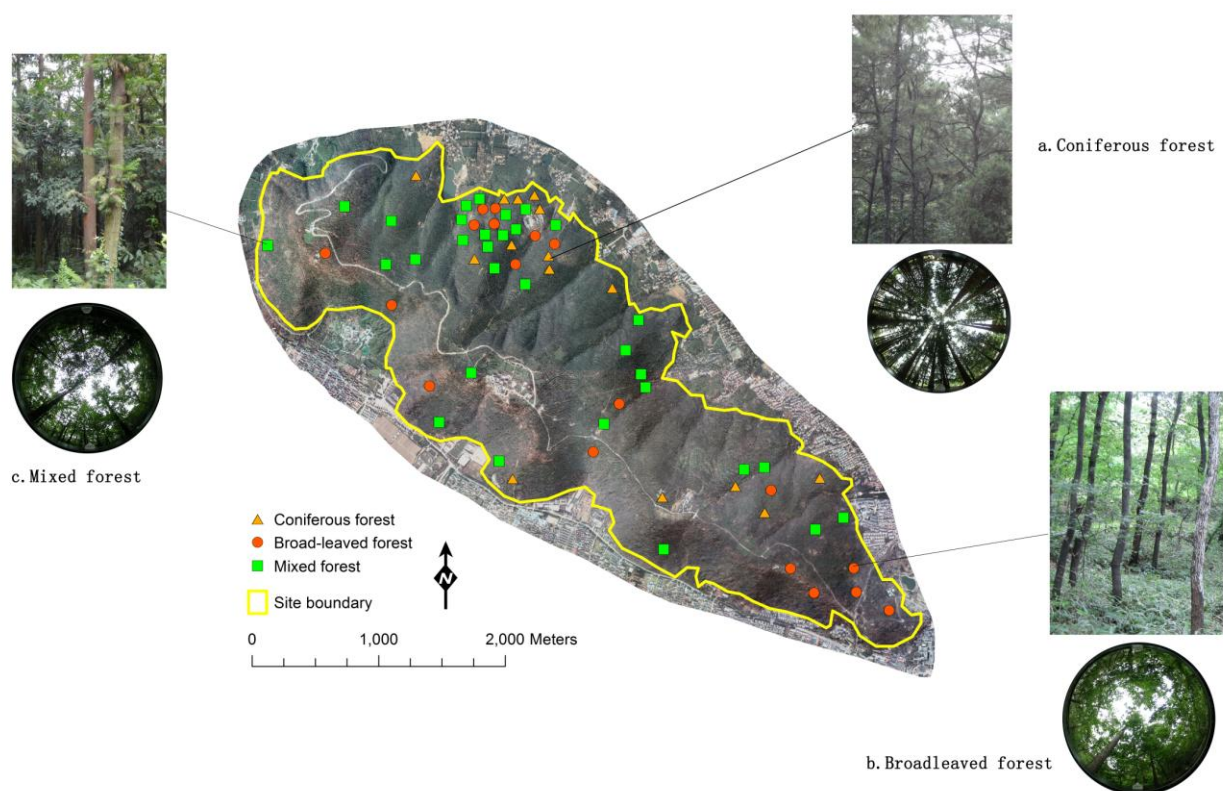 a.Coniferous forest
c.Mixed forest
Coniferous forest
Broad-leaved forest
Mixed forest
Site boundary
N
0 1,000 2,000 Meters
b.Broadleaved forest